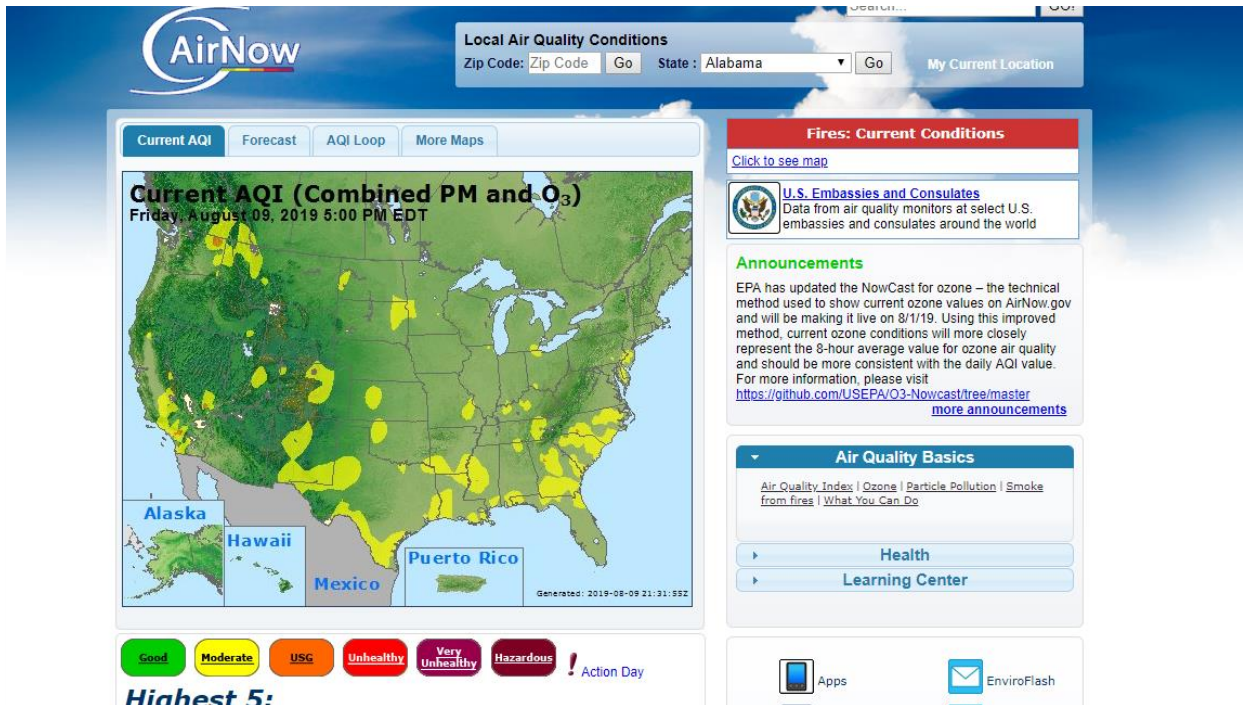 Search...
GO!
AirNow
Local Air Quality Conditions
Zip Code: Zip Code Go State : Alabama Go My Current Location
Current AQI Forecast AQI Loop More Maps
Current AQI (Combined PM and O₃)
Friday, August 09, 2019 5:00 PM EDT
Alaska
Hawaii
Mexico
Puerto Rico
Generated: 2019-08-09 21:31:55Z
Good Moderate USG Unhealthy Very Unhealthy Hazardous ! Action Day
Highest 5:
Fires: Current Conditions
Click to see map
U.S. Embassies and Consulates
Data from air quality monitors at select U.S.
embassies and consulates around the world
Announcements
EPA has updated the NowCast for ozone – the technical
method used to show current ozone values on AirNow.gov
and will be making it live on 8/1/19. Using this improved
method, current ozone conditions will more closely
represent the 8-hour average value for ozone air quality
and should be more consistent with the daily AQI value.
For more information, please visit
https://github.com/USEPA/O3-Nowcast/tree/master
more announcements
Air Quality Basics
Air Quality Index | Ozone | Particle Pollution | Smoke
from fires | What You Can Do
Health
Learning Center
Apps
EnviroFlash